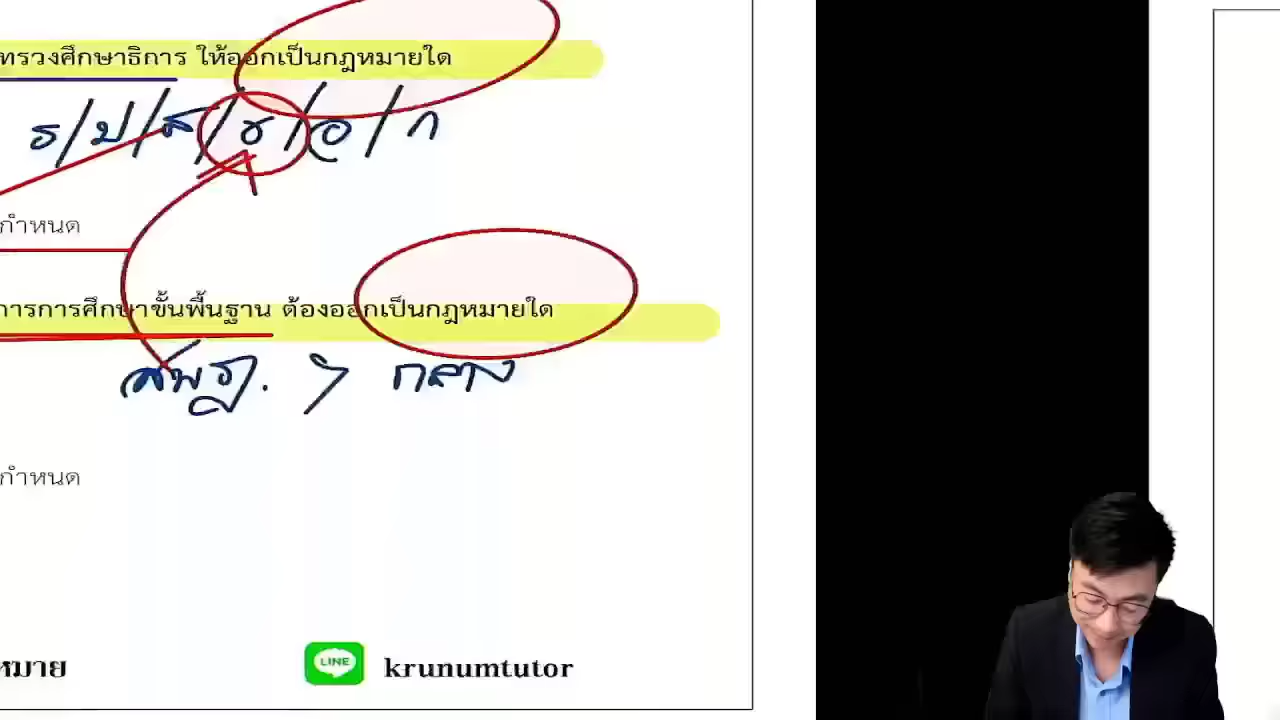 ทรวงศึกษาธิการ ให้ออกเป็นกฎหมายใด
ร/ป/ส/ร/อ/ก
กำหนด
การการศึกษาขั้นพื้นฐาน ต้องออกเป็นกฎหมายใด
สพฐ. > กลาง
กำหนด
หมาย
LINE krunumtutor